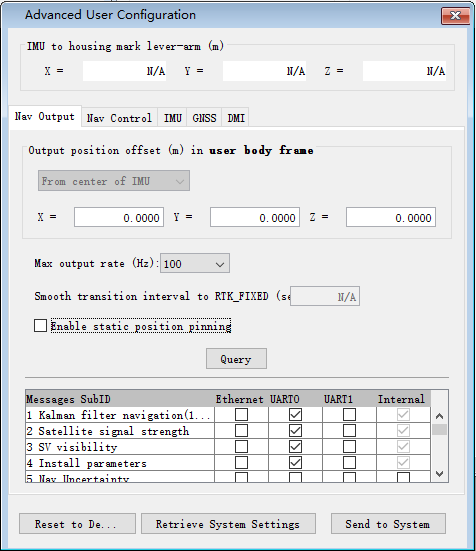 Advanced User Configuration
IMU to housing mark lever-arm (m)
X = N/A Y = N/A Z = N/A
Nav Output Nav Control IMU GNSS DMI
Output position offset (m) in user body frame
From center of IMU
X = 0.0000 Y = 0.0000 Z = 0.0000
Max output rate (Hz): 100
Smooth transition interval to RTK_FIXED (se N/A
Enable static position pinning
Query
Messages SubID Ethernet UART0 UART1 Internal
1 Kalman filter navigation(1...
2 Satellite signal strength
3 SV visibility
4 Install parameters
5 Nav Uncertainty
Reset to De... Retrieve System Settings Send to System